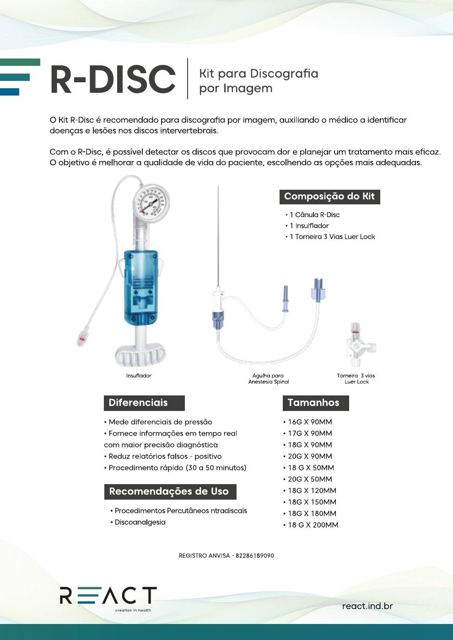 R-DISC
Kit para Discografia
por Imagem
O Kit R-Disc é recomendado para discografia por imagem, auxiliando o médico a identificar
doenças e lesões nos discos intervertebrais.
Com o R-Disc, é possível detectar os discos que provocam dor e planejar um tratamento mais eficaz.
O objetivo é melhorar a qualidade de vida do paciente, escolhendo as opções mais adequadas.
Composição do Kit
• 1 Cânula R-Disc
• 1 Insulflador
• 1 Torneira 3 Vias Luer Lock
Insuflador
Agulha para
Anestesia Spinal
Torneira 3 vias
Luer Lock
Diferenciais
• Mede diferenciais de pressão
• Fornece informações em tempo real
com maior precisão diagnóstica
• Reduz relatórios falsos - positivo
• Procedimento rápido (30 a 50 minutos)
Recomendações de Uso
• Procedimentos Percutâneos ntradiscais
• Discoanalgesia
Tamanhos
• 16G X 90MM
• 17G X 90MM
• 18G X 90MM
• 20G X 90MM
• 18 G X 50MM
• 20G X 50MM
• 18G X 120MM
• 18G X 150MM
• 18G X 180MM
• 18 G X 200MM
REGISTRO ANVISA - 82286189090
REACT
creation in health
react.ind.br